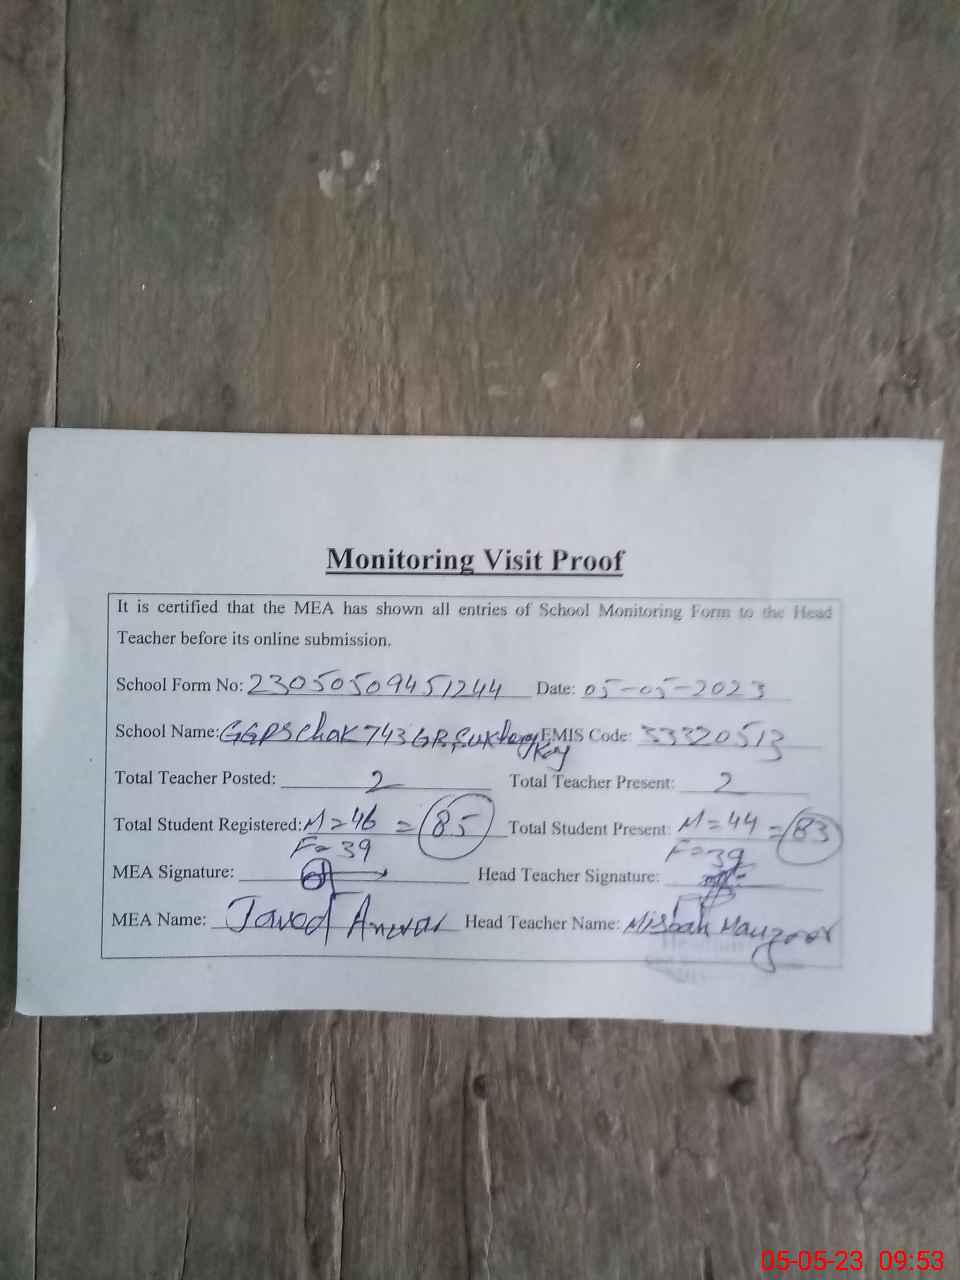 Monitoring Visit Proof
It is certified that the MEA has shown all entries of School Monitoring Form to the Head
Teacher before its online submission.
School Form No: 23050509451244 Date: 05-05-2023
School Name: GGPS Chak 743 GB EMIS Code: 33320513
Total Teacher Posted: 2 Total Teacher Present: 2
Total Student Registered: M=46 = 85 Total Student Present: M=44 = 83
F=39 F=39
MEA Signature: Head Teacher Signature:
MEA Name: Javed Anwar Head Teacher Name: Misbah Manzoor
05-05-23 09:53